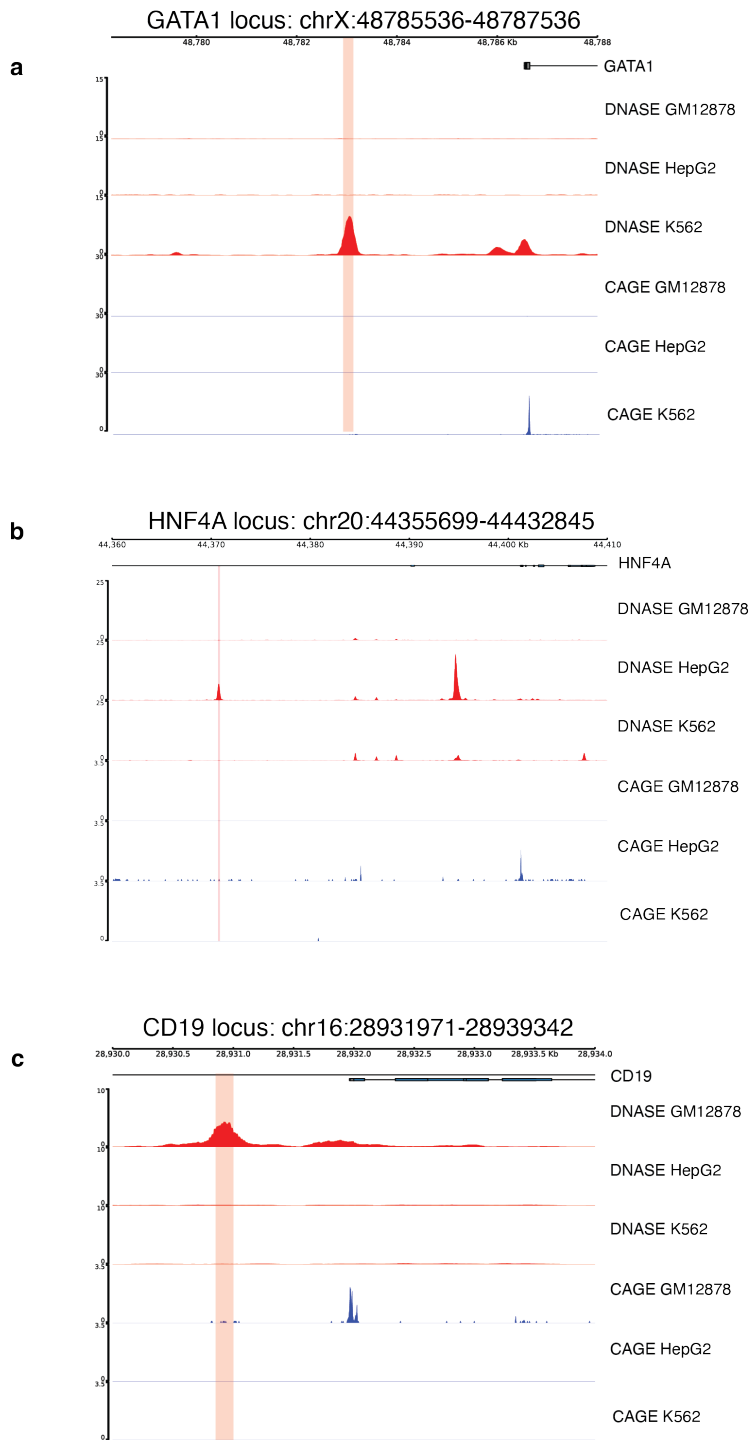 GATA1 locus: chrX:48785536-48787536
48,780 48,782 48,784 48,786 Kb 48,788
a
GATA1
15
DNASE GM12878
0
15
DNASE HepG2
0
15
DNASE K562
0
30
CAGE GM12878
0
30
CAGE HepG2
0
30
CAGE K562
0
HNF4A locus: chr20:44355699-44432845
b
44,360 44,370 44,380 44,390 44,400 Kb 44,410
HNF4A
25
DNASE GM12878
0
25
DNASE HepG2
0
25
DNASE K562
0
3.5
CAGE GM12878
0
3.5
CAGE HepG2
0
3.5
CAGE K562
0
CD19 locus: chr16:28931971-28939342
c
28,930.0 28,930.5 28,931.0 28,931.5 28,932.0 28,932.5 28,933.0 28,933.5 Kb 28,934.0
CD19
10
DNASE GM12878
0
10
DNASE HepG2
0
10
DNASE K562
0
3.5
CAGE GM12878
0
3.5
CAGE HepG2
0
3.5
CAGE K562